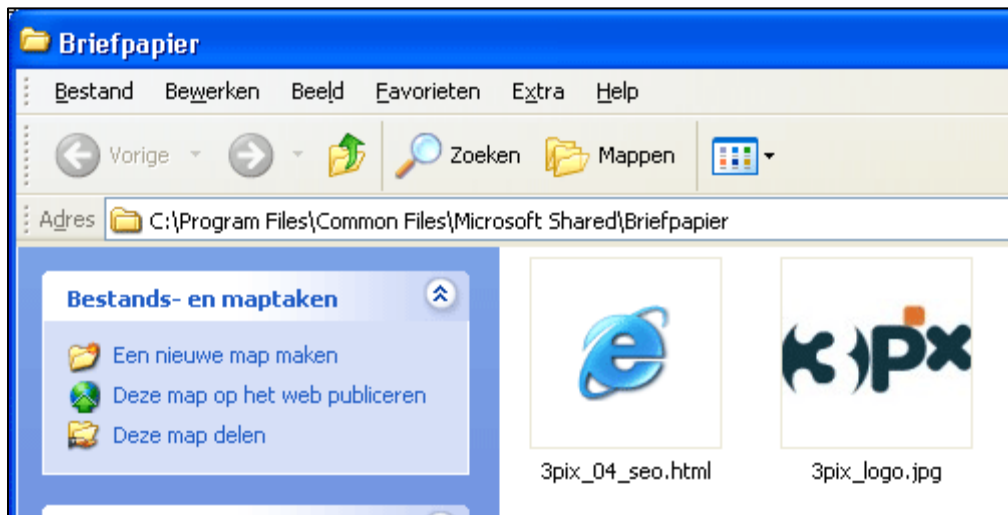 Briefpapier
Bestand Bewerken Beeld Favorieten Extra Help
Vorige Zoeken Mappen
Adres C:\Program Files\Common Files\Microsoft Shared\Briefpapier
Bestands- en maptaken
Een nieuwe map maken
Deze map op het web publiceren
Deze map delen
3pix
3pix_04_seo.html 3pix_logo.jpg